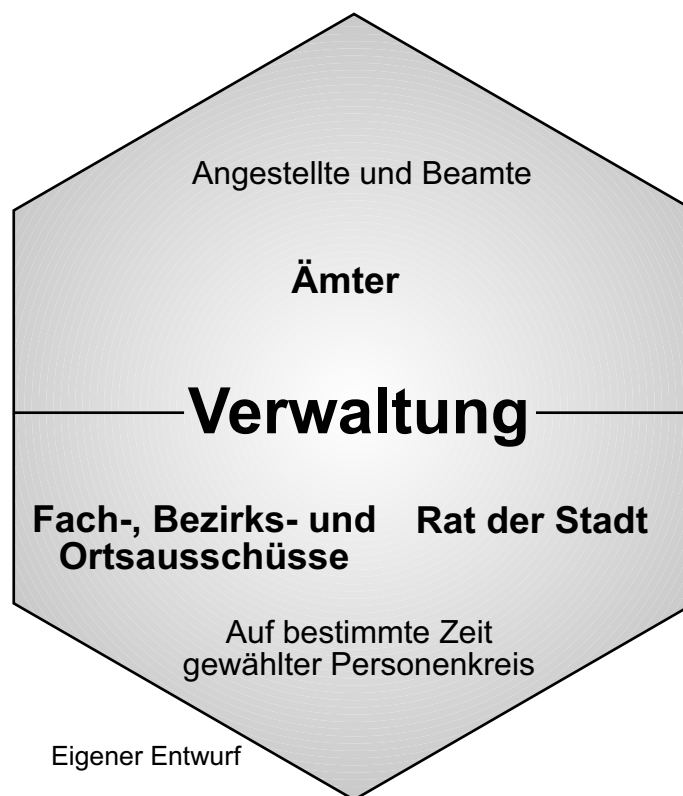 Angestellte und Beamte
Ämter
Verwaltung
Fach-, Bezirks- und
Ortsausschüsse
Rat der Stadt
Auf bestimmte Zeit
gewählter Personenkreis
Eigener Entwurf